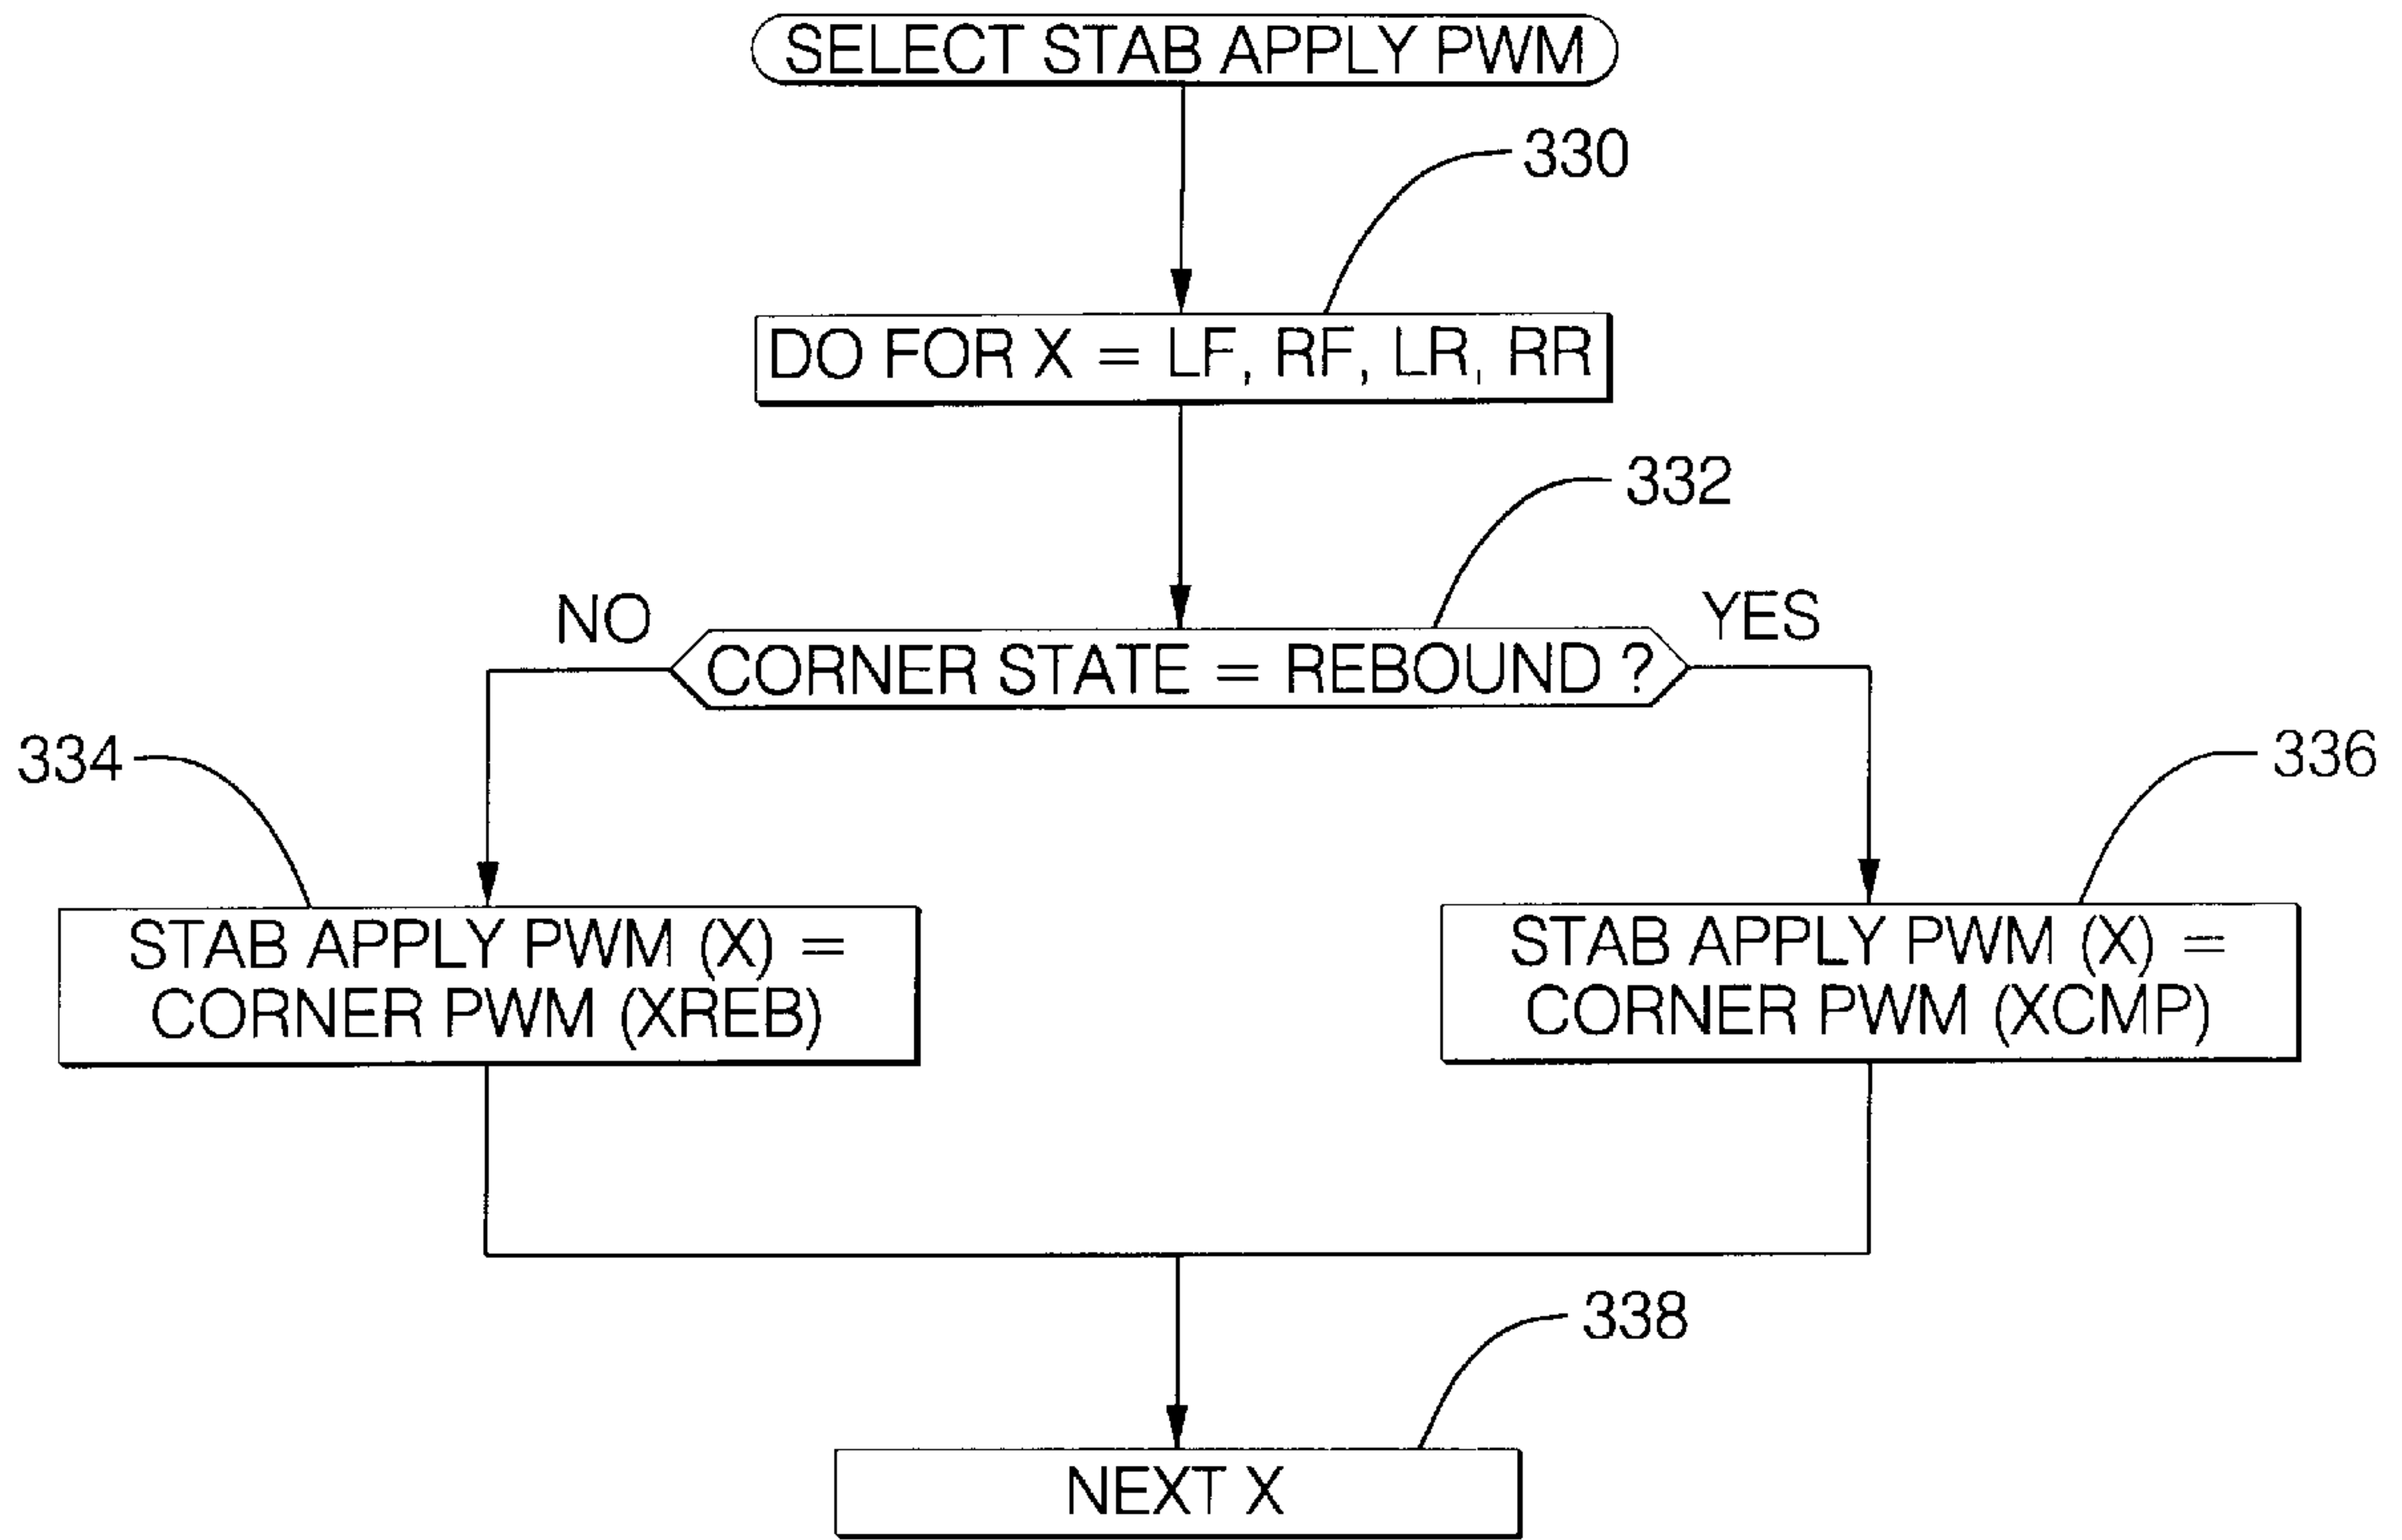 SELECT STAB APPLY PWM
330
DO FOR X = LF, RF, LR, RR
332
NO
YES
CORNER STATE = REBOUND ?
334
336
STAB APPLY PWM (X) =
CORNER PWM (XREB)
STAB APPLY PWM (X) =
CORNER PWM (XCMP)
338
NEXT X